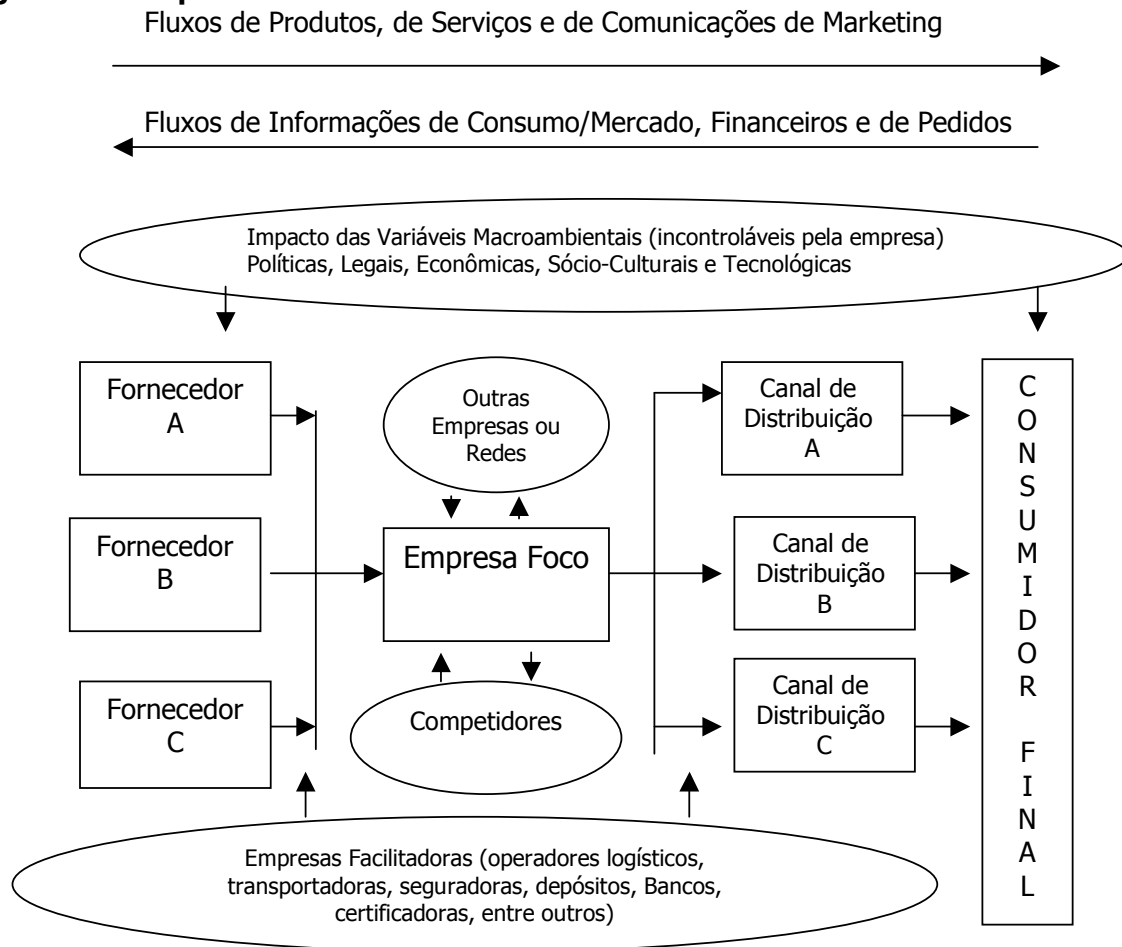 Fluxos de Produtos, de Serviços e de Comunicações de Marketing
Fluxos de Informações de Consumo/Mercado, Financeiros e de Pedidos
Impacto das Variáveis Macroambientais (incontroláveis pela empresa)
Políticas, Legais, Econômicas, Sócio-Culturais e Tecnológicas
Fornecedor
A
Outras
Empresas ou
Redes
Canal de
Distribuição
A
Fornecedor
B
Empresa Foco
Canal de
Distribuição
B
Fornecedor
C
Competidores
Canal de
Distribuição
C
C
O
N
S
U
M
I
D
O
R
F
I
N
A
L
Empresas Facilitadoras (operadores logísticos,
transportadoras, seguradoras, depósitos, Bancos,
certificadoras, entre outros)